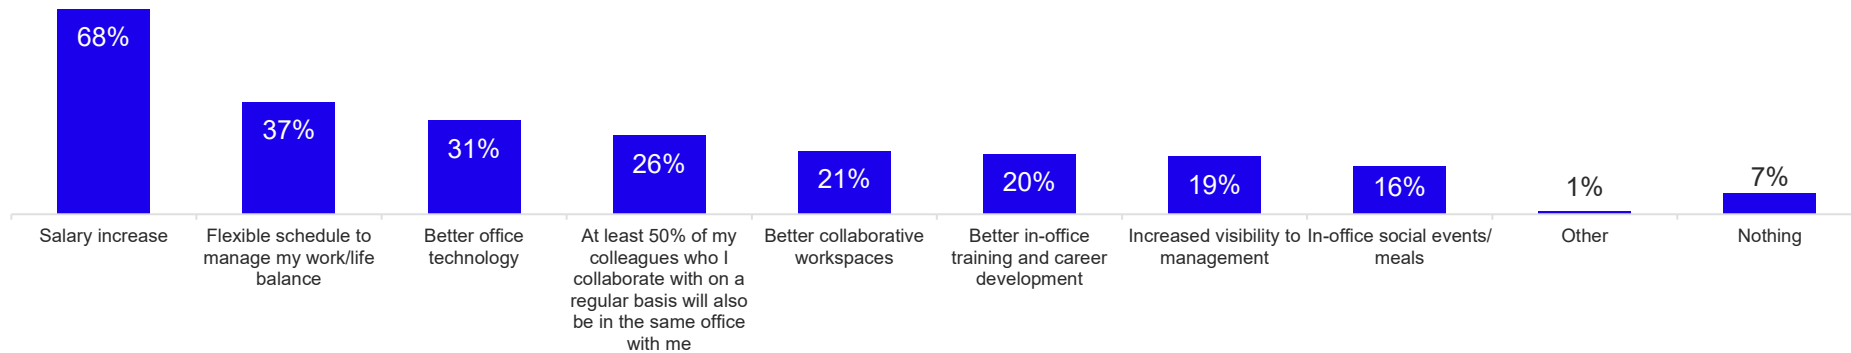 68%
37%
31%
26%
21%
20%
19%
16%
1%
7%
Salary increase
Flexible schedule to
manage my work/life
balance
Better office
technology
At least 50% of my
colleagues who I
collaborate with on a
regular basis will also
be in the same office
with me
Better collaborative
workspaces
Better in-office
training and career
development
Increased visibility to
management
In-office social events/
meals
Other
Nothing